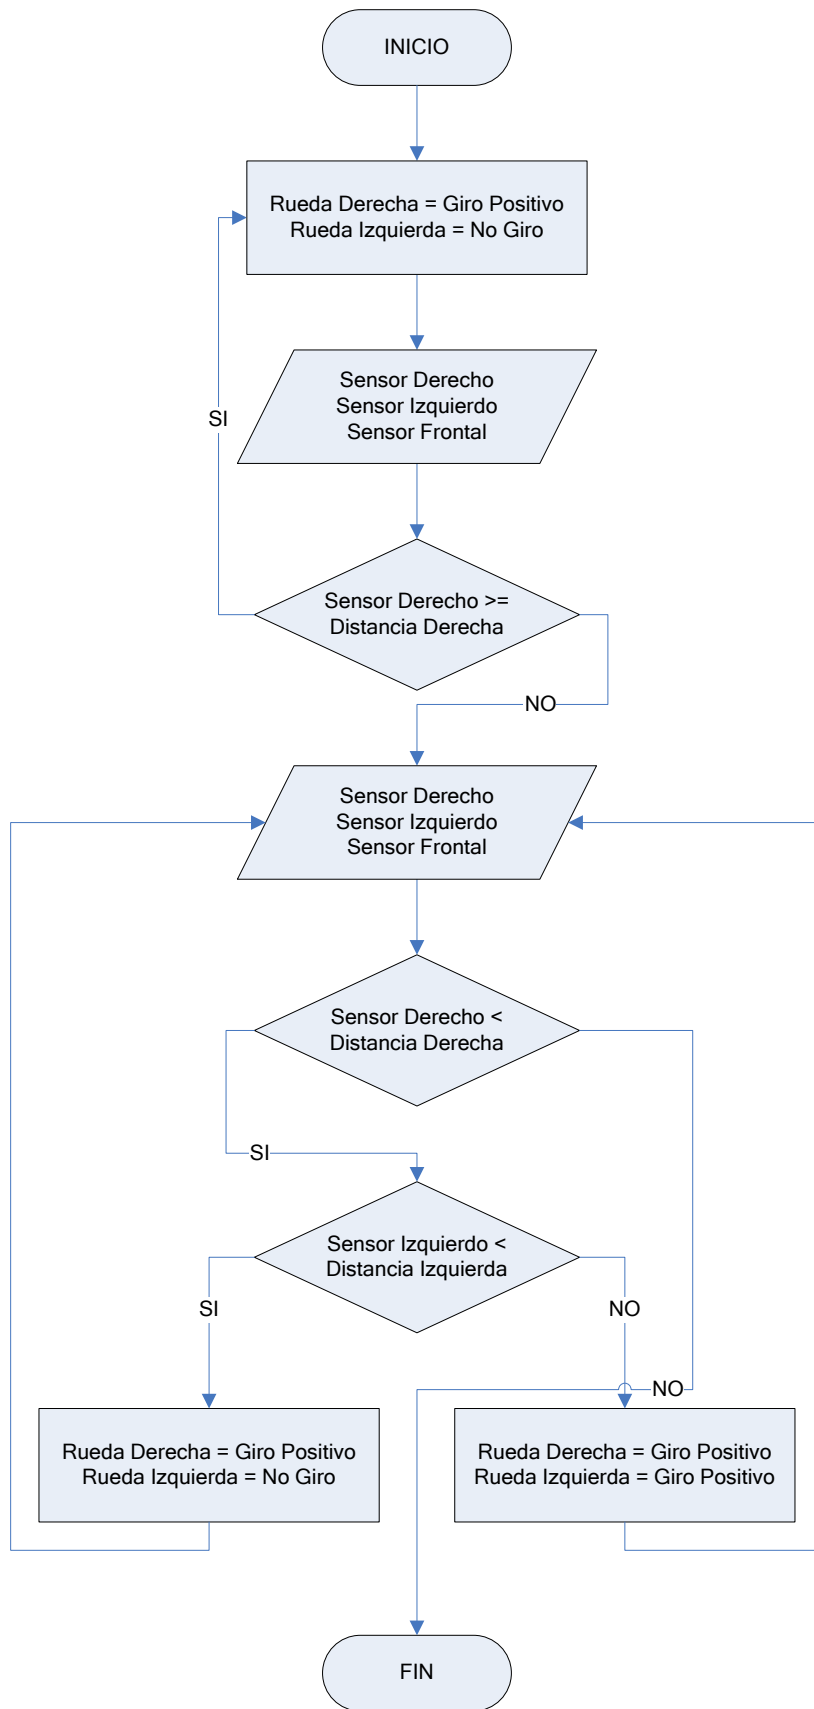 INICIO
Rueda Derecha = Giro Positivo
Rueda Izquierda = No Giro
Sensor Derecho
Sensor Izquierdo
Sensor Frontal
SI
Sensor Derecho >=
Distancia Derecha
NO
Sensor Derecho
Sensor Izquierdo
Sensor Frontal
Sensor Derecho <
Distancia Derecha
SI
Sensor Izquierdo <
Distancia Izquierda
SI
NO
NO
Rueda Derecha = Giro Positivo
Rueda Izquierda = No Giro
Rueda Derecha = Giro Positivo
Rueda Izquierda = Giro Positivo
FIN